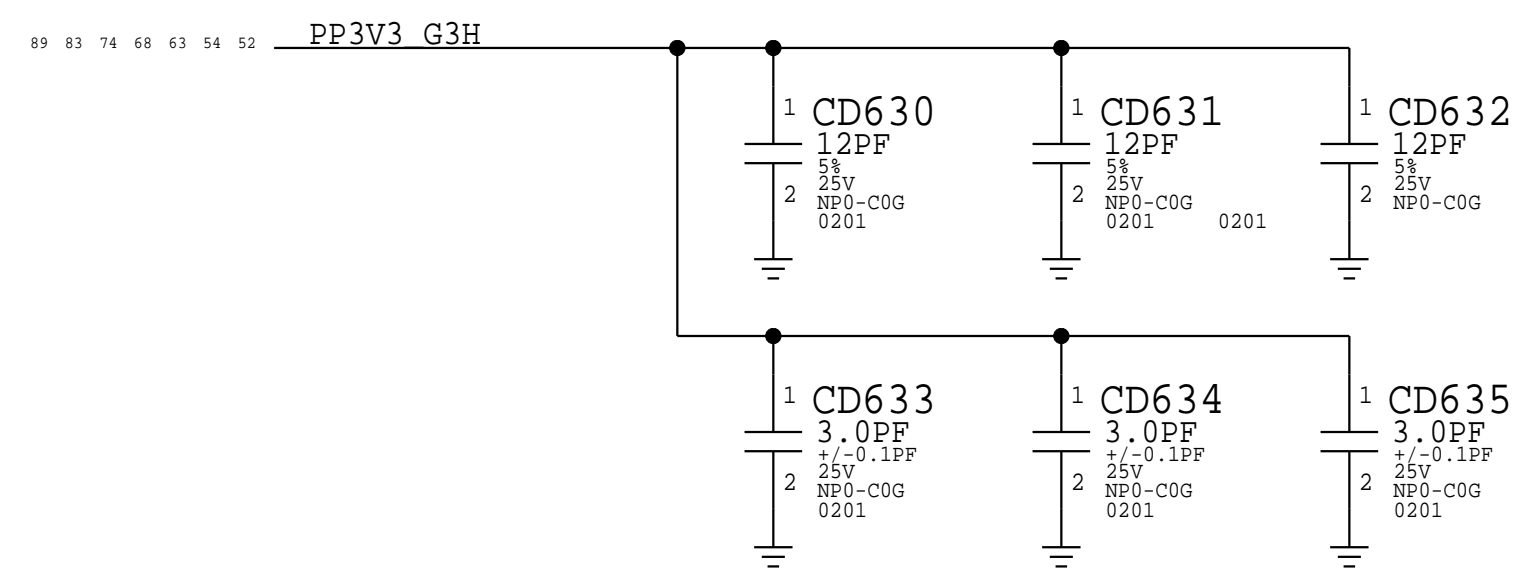 89 83 74 68 63 54 52 PP3V3_G3H
1 CD630
12PF
5%
25V
2 NP0-C0G
0201
1 CD631
12PF
5%
25V
2 NP0-C0G
0201 0201
1 CD632
12PF
5%
25V
2 NP0-C0G
1 CD633
3.0PF
+/-0.1PF
25V
2 NP0-C0G
0201
1 CD634
3.0PF
+/-0.1PF
25V
2 NP0-C0G
0201
1 CD635
3.0PF
+/-0.1PF
25V
2 NP0-C0G
0201